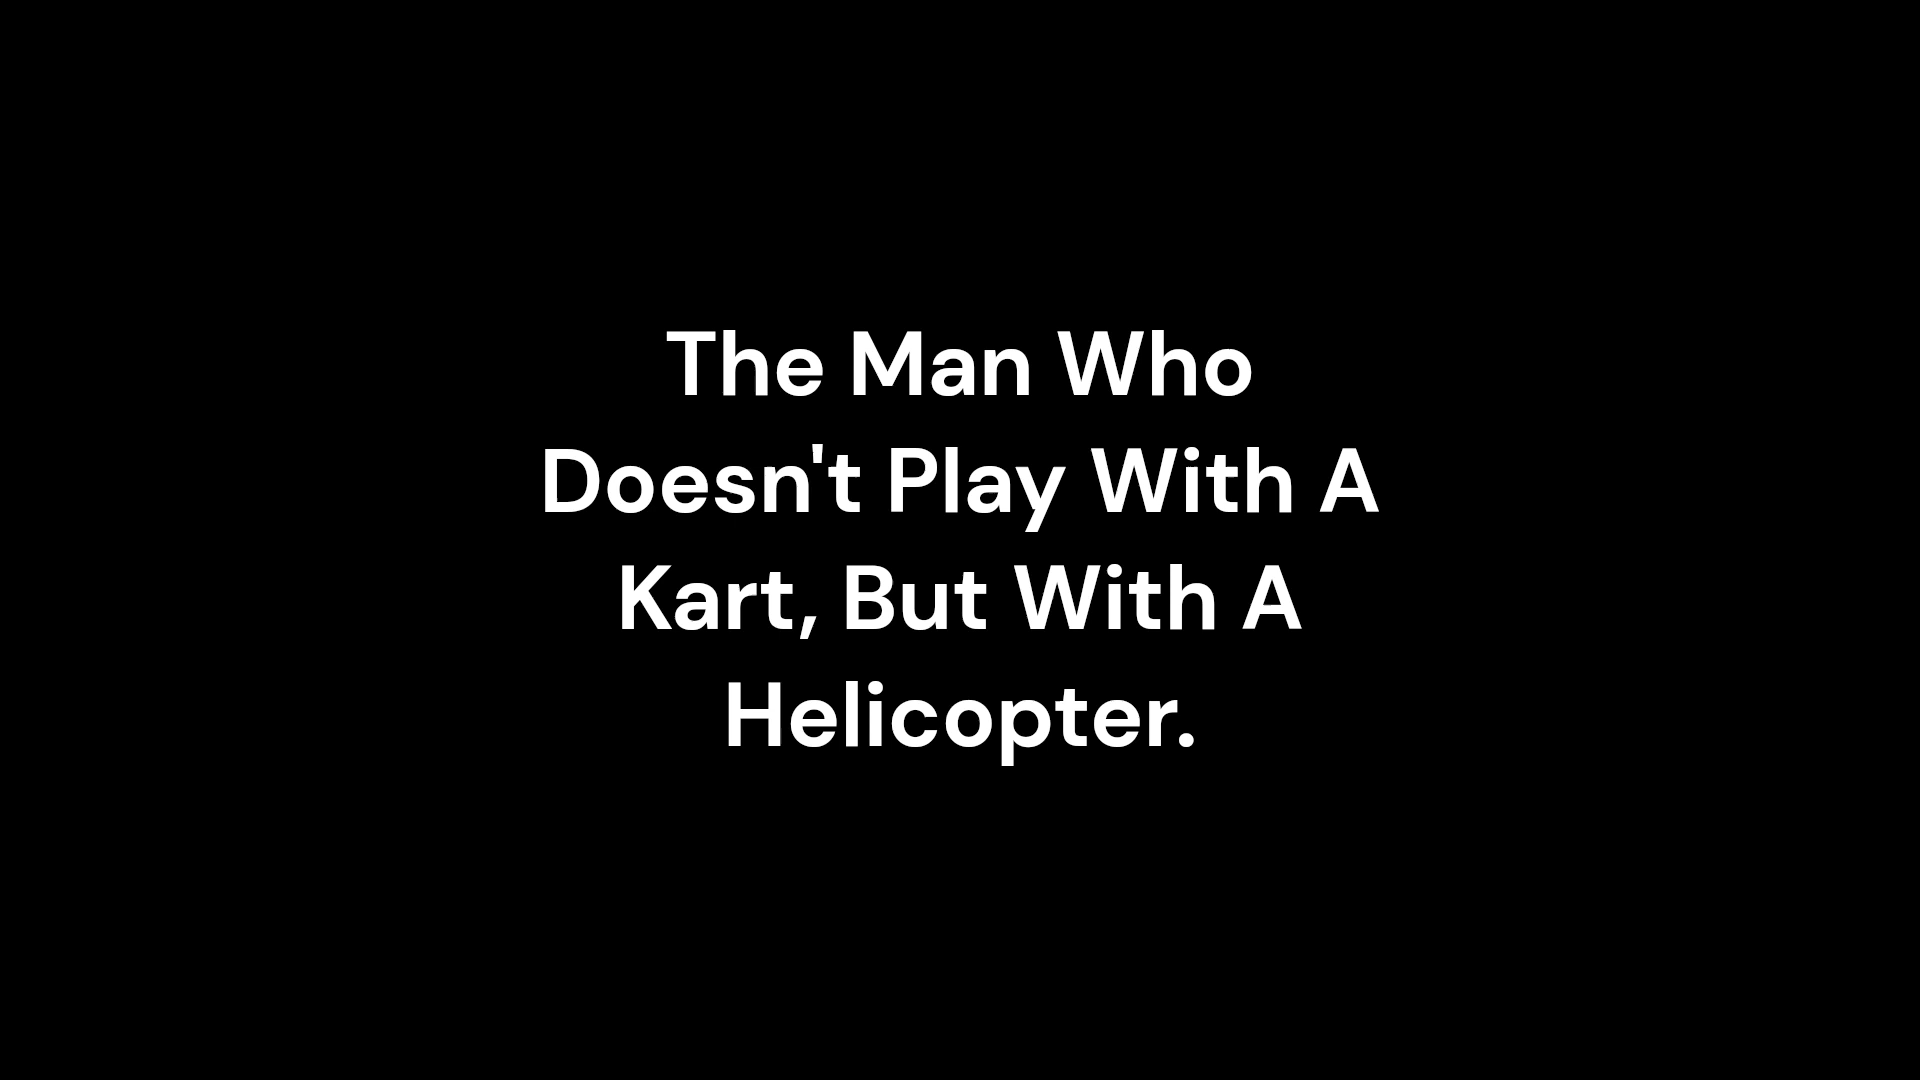 The Man Who
Doesn't Play With A
Kart, But With A
Helicopter.